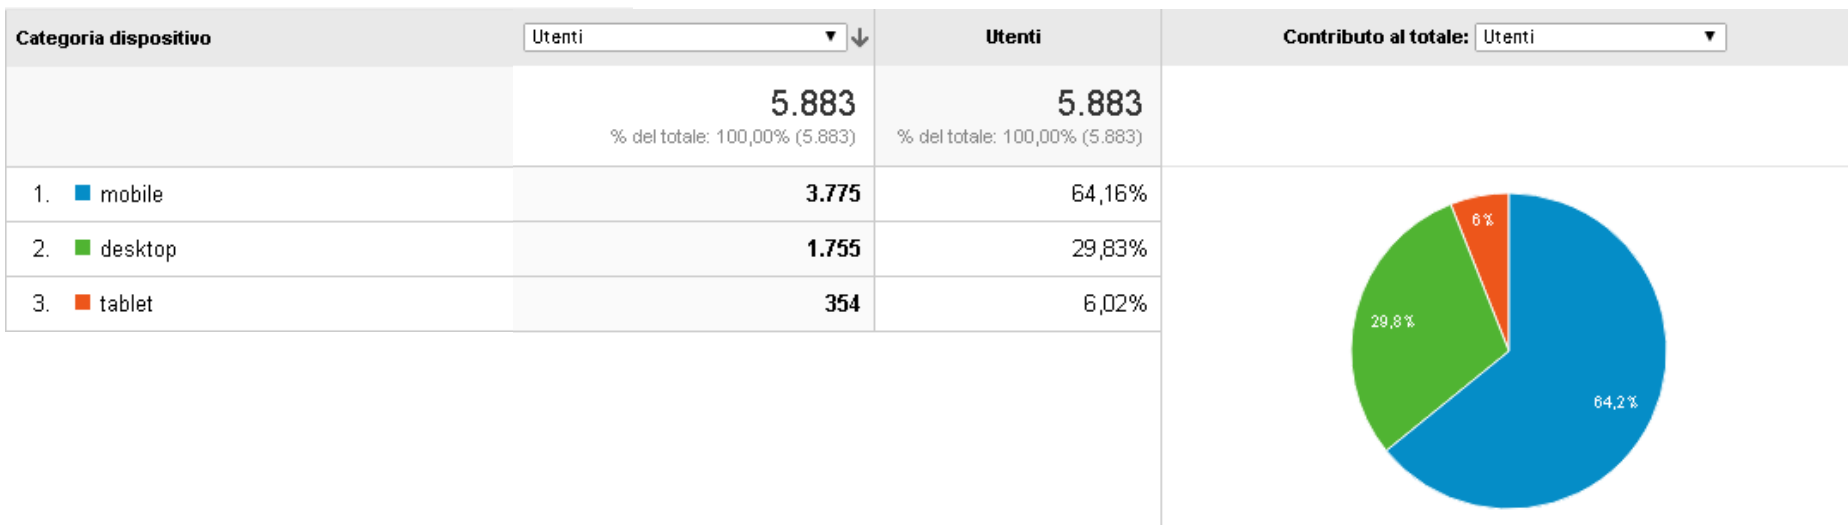 Categoria dispositivo Utenti Utenti Contributo al totale: Utenti
5.883 5.883
% del totale: 100,00% (5.883) % del totale: 100,00% (5.883)
1. mobile 3.775 64,16%
2. desktop 1.755 29,83%
3. tablet 354 6,02%
6%
29,8%
64,2%